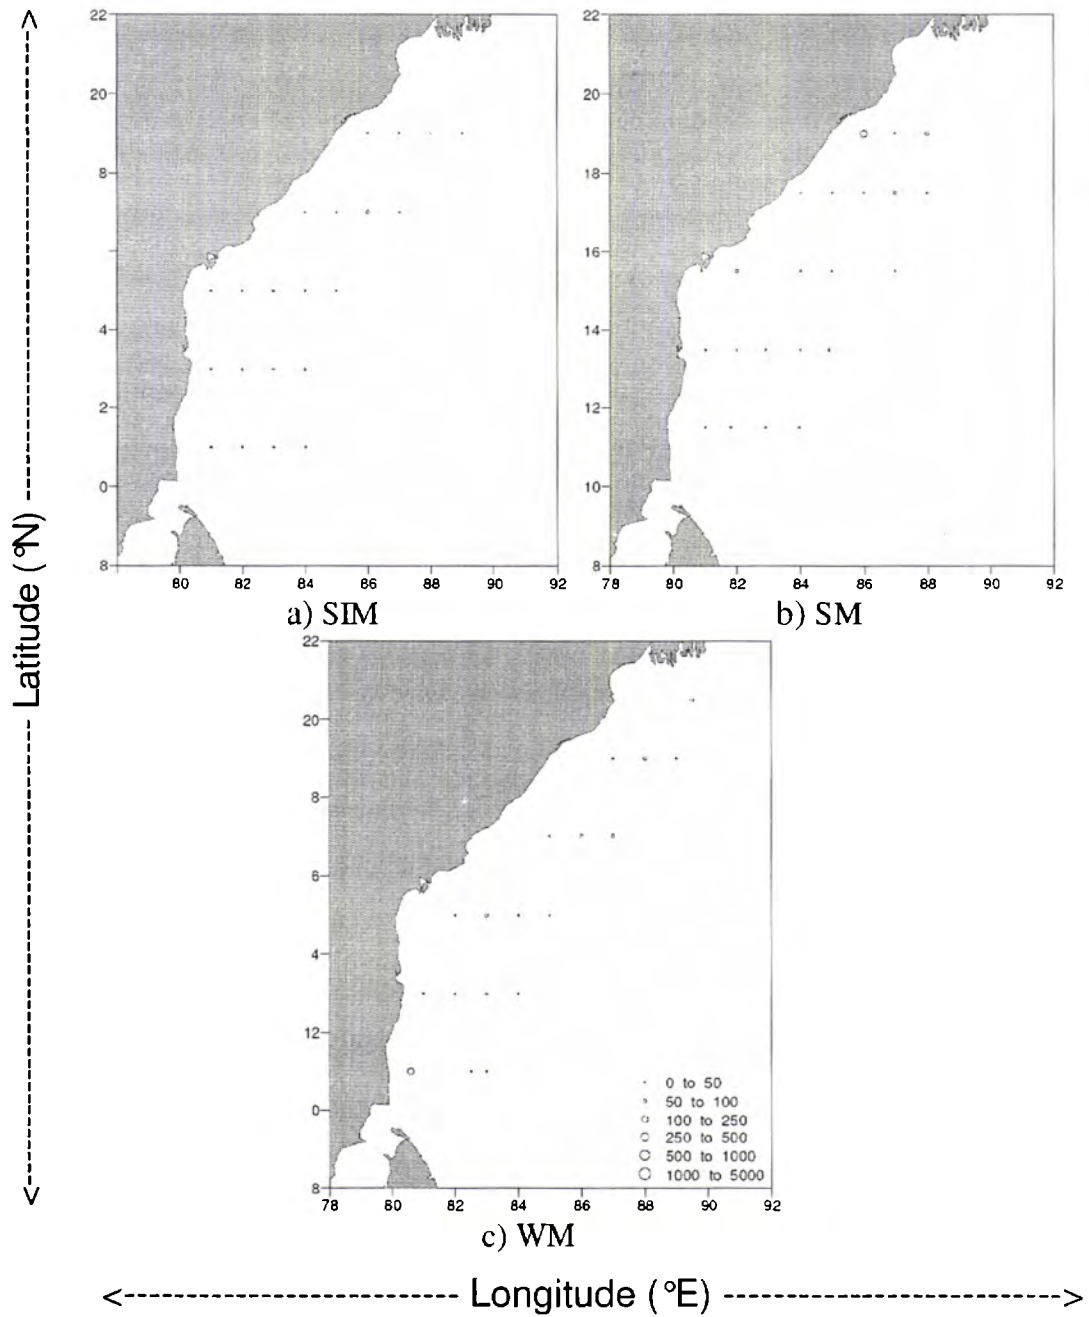 22 22
20 20
8 18
16
4 14
2 12
0 10
8 8
80 82 84 86 88 90 92 78 80 82 84 86 88 90 92
a) SIM b) SM
22
20
8
6
4
12
0
8
0 to 50
50 to 100
100 to 250
250 to 500
500 to 1000
1000 to 5000
78 80 82 84 86 88 90 92
c) WM
<--- Longitude (°E) --->
<--- Latitude (°N) --->